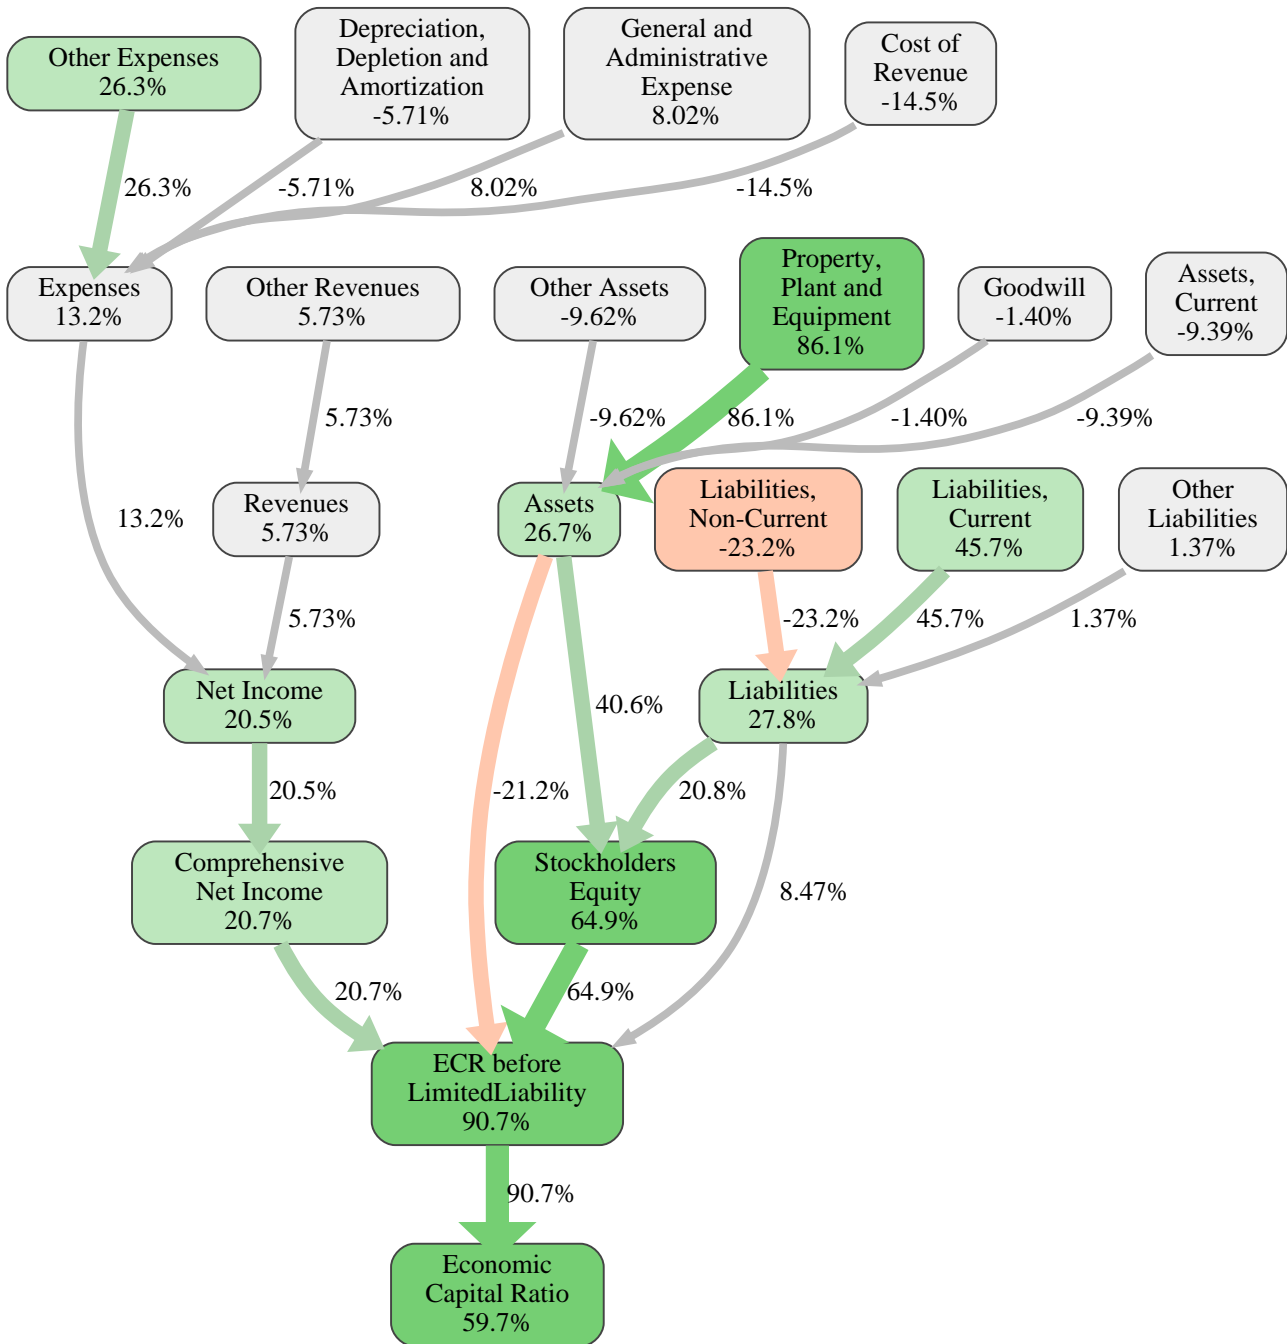 Other Expenses
26.3%
Depreciation,
Depletion and
Amortization
-5.71%
General and
Administrative
Expense
8.02%
Cost of
Revenue
-14.5%
26.3%
-5.71%
8.02%
-14.5%
Expenses
13.2%
Other Revenues
5.73%
Other Assets
-9.62%
Property,
Plant and
Equipment
86.1%
Goodwill
-1.40%
Assets,
Current
-9.39%
5.73%
-9.62%
86.1%
-1.40%
-9.39%
13.2%
Revenues
5.73%
Assets
26.7%
Liabilities,
Non-Current
-23.2%
Liabilities,
Current
45.7%
Other
Liabilities
1.37%
5.73%
-23.2%
45.7%
1.37%
Net Income
20.5%
40.6%
Liabilities
27.8%
20.5%
-21.2%
20.8%
Comprehensive
Net Income
20.7%
Stockholders
Equity
64.9%
8.47%
20.7%
64.9%
ECR before
LimitedLiability
90.7%
90.7%
Economic
Capital Ratio
59.7%